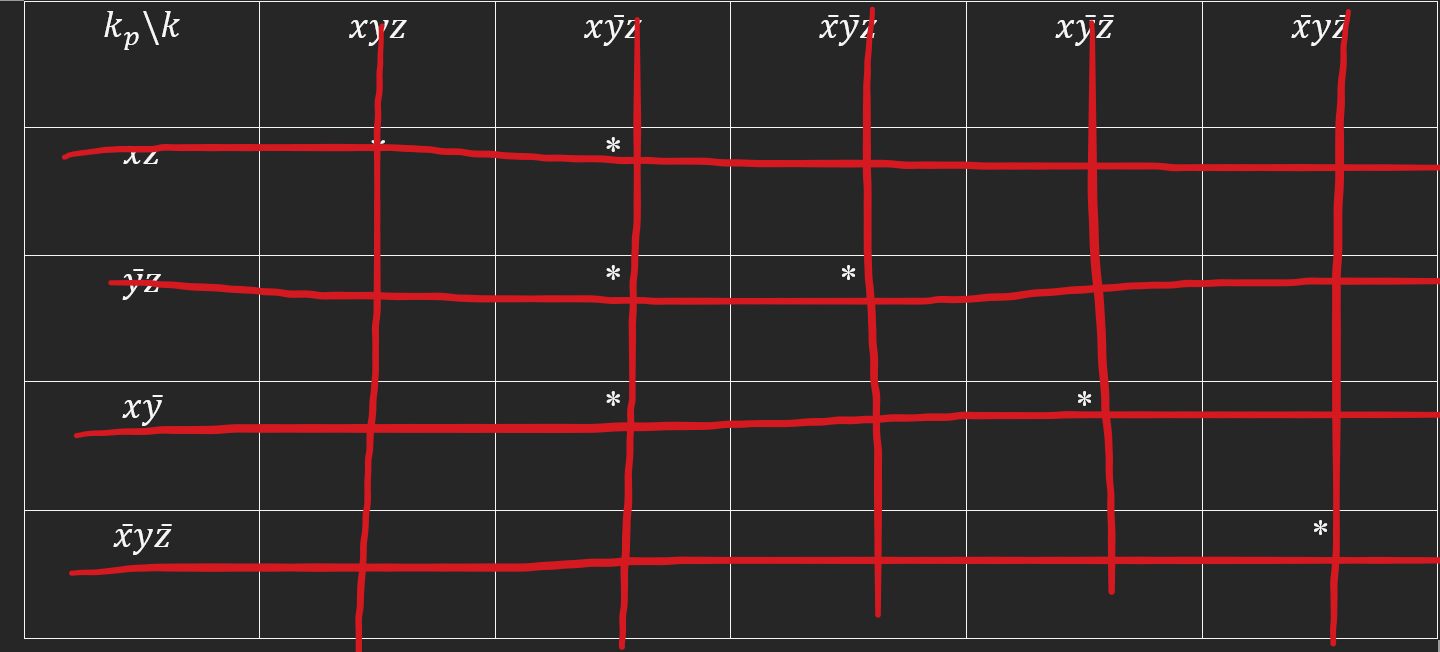 k_p\k xyz xȳz x̄ȳz xȳz̄ x̄yz̄
xz * *
ȳz * *
xȳ * *
x̄yz̄ *